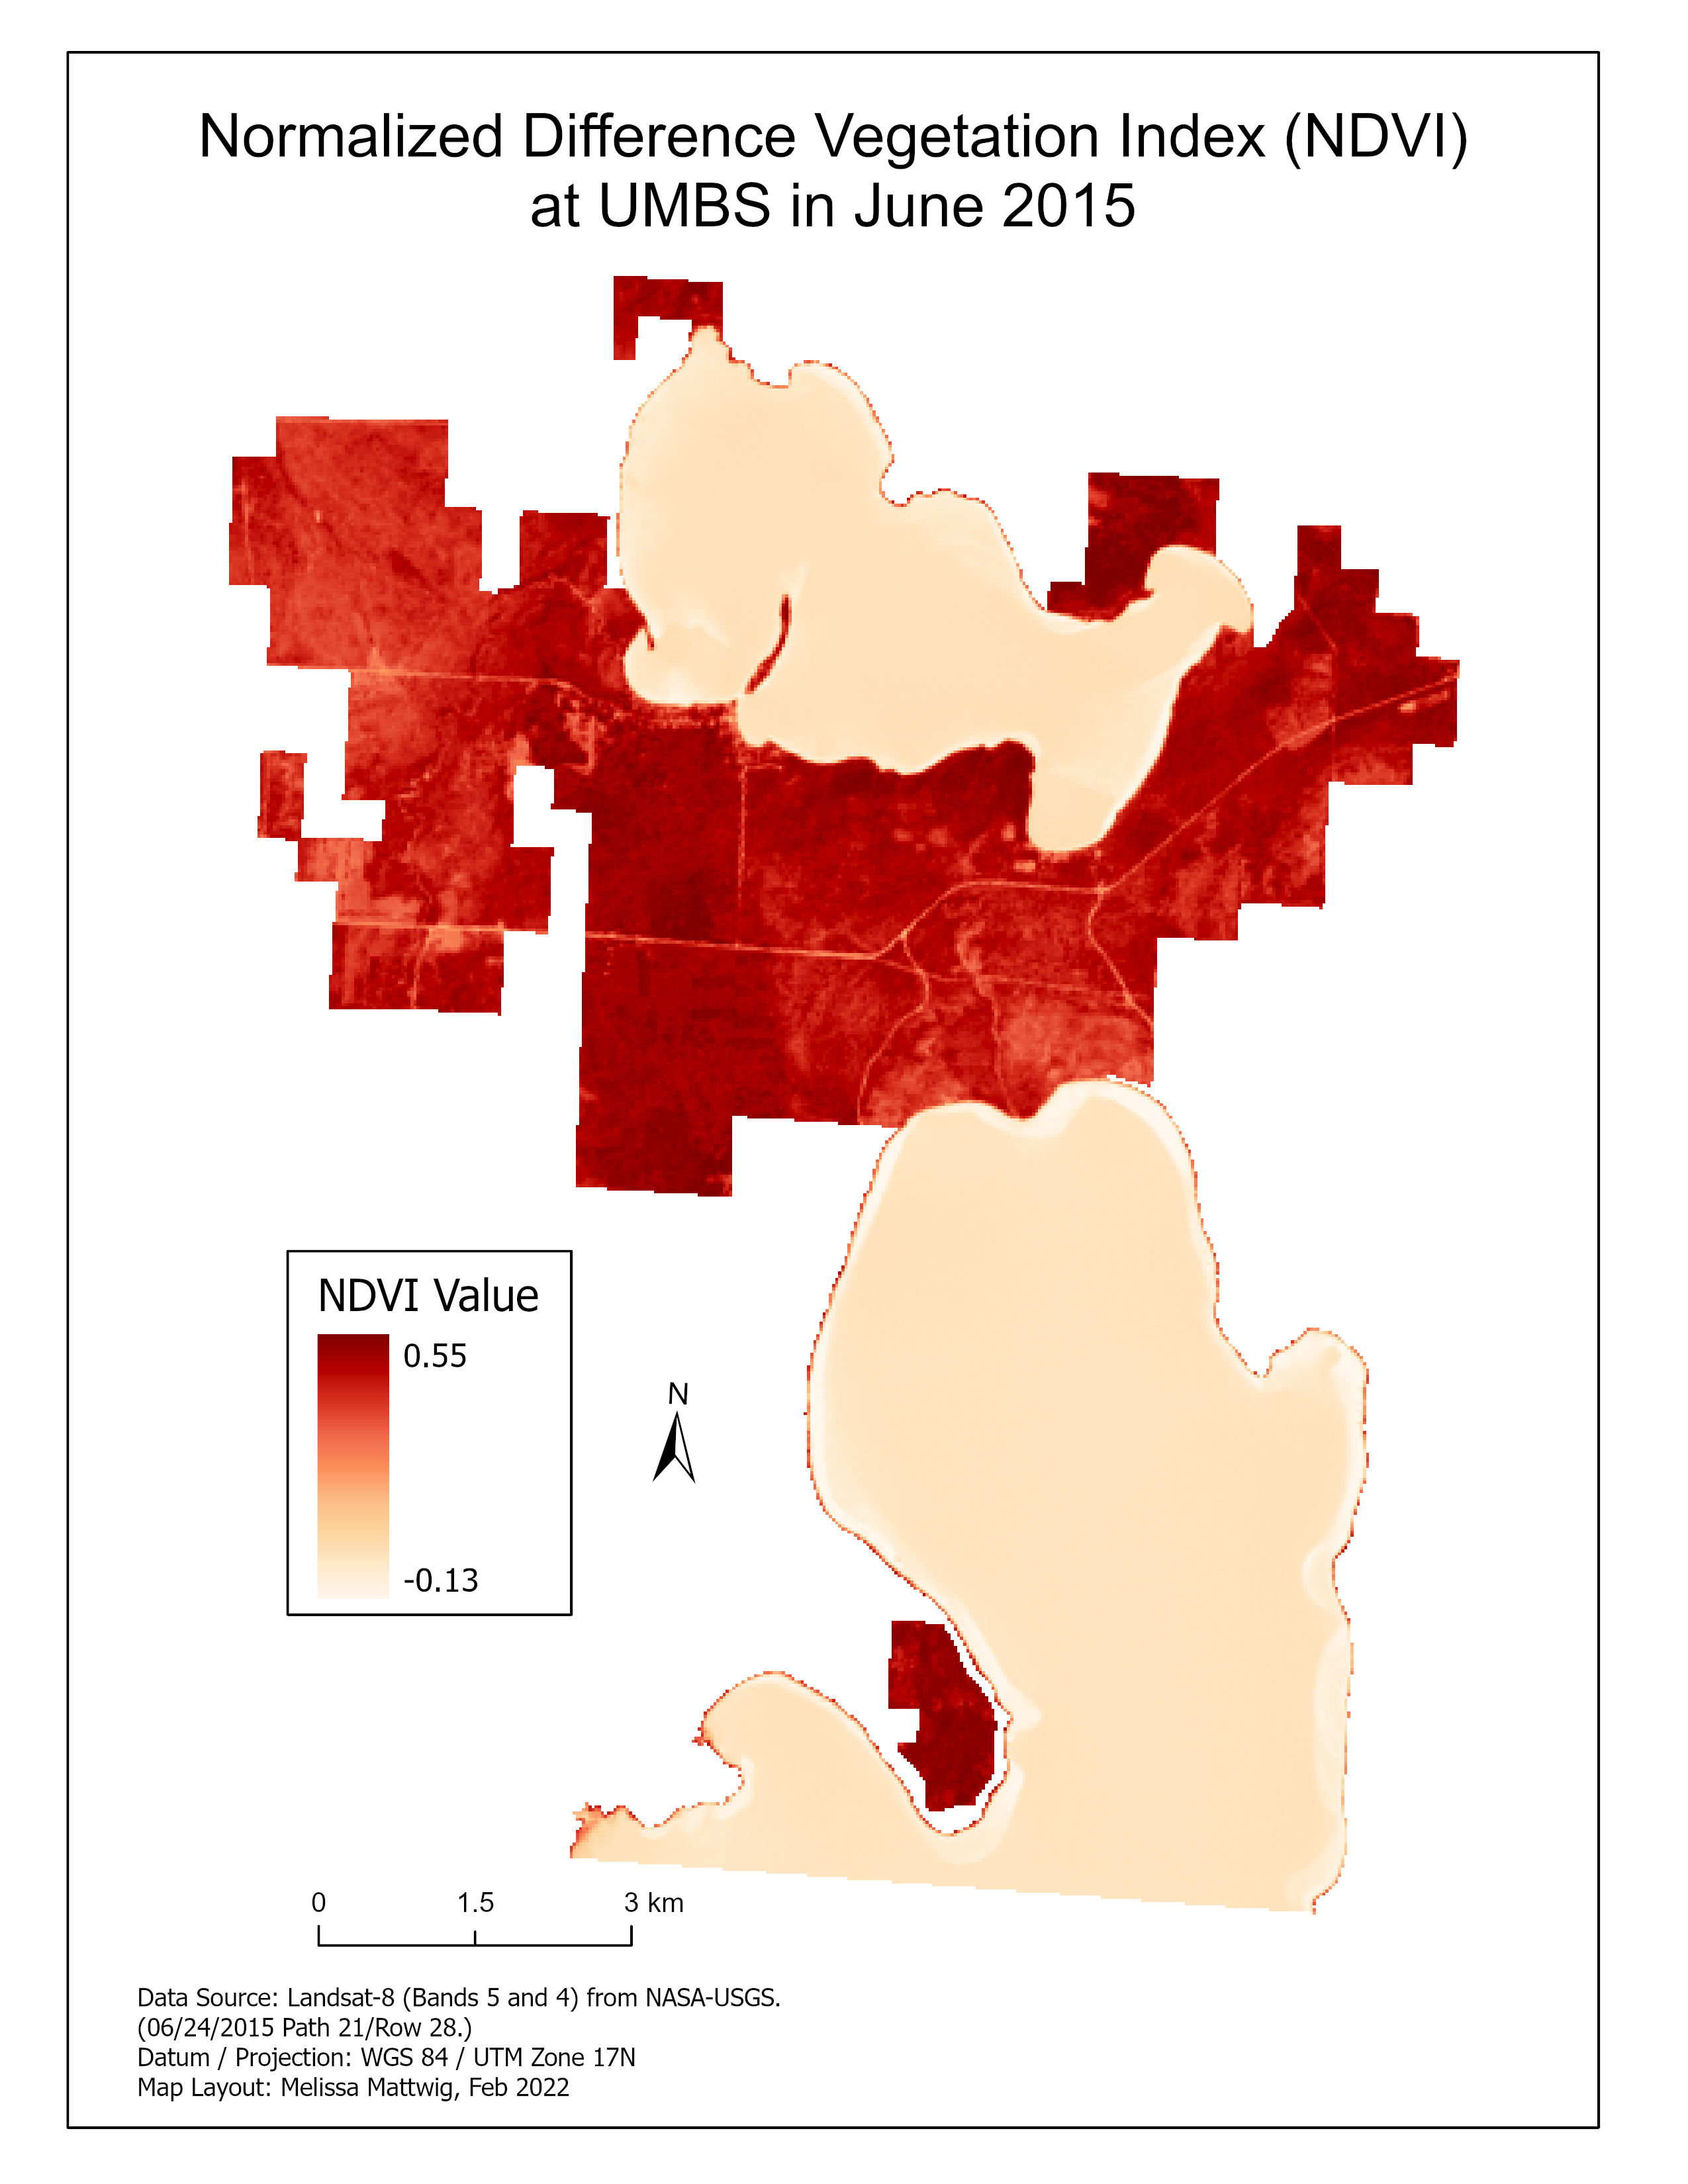 Normalized Difference Vegetation Index (NDVI)
at UMBS in June 2015
NDVI Value
0.55
-0.13
N
0 1.5 3 km
Data Source: Landsat-8 (Bands 5 and 4) from NASA-USGS.
(06/24/2015 Path 21/Row 28.)
Datum / Projection: WGS 84 / UTM Zone 17N
Map Layout: Melissa Mattwig, Feb 2022